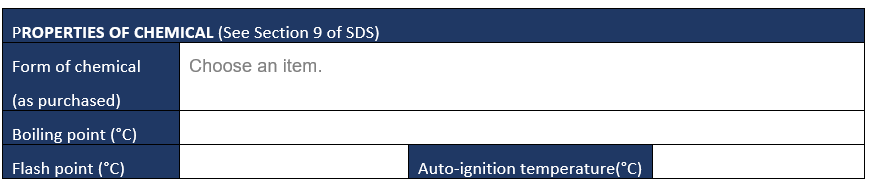 PROPERTIES OF CHEMICAL (See Section 9 of SDS)
Form of chemical
(as purchased)
Choose an item.
Boiling point (°C)
Flash point (°C)
Auto-ignition temperature(°C)